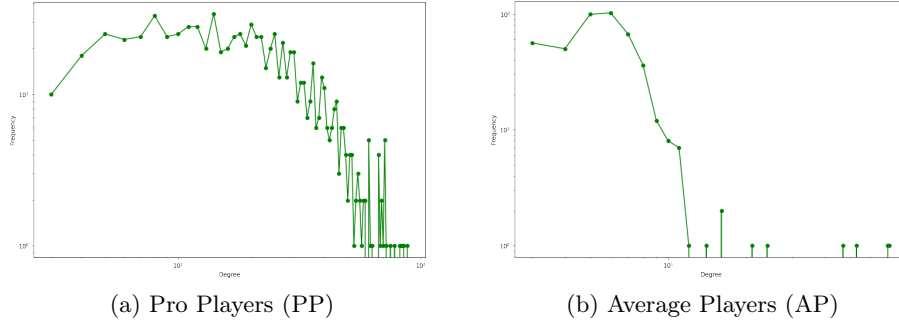 10²
10²
Frequency
10¹
Frequency
10¹
10⁰
10⁰
10¹
10²
10¹
Degree
Degree
(a) Pro Players (PP)
(b) Average Players (AP)